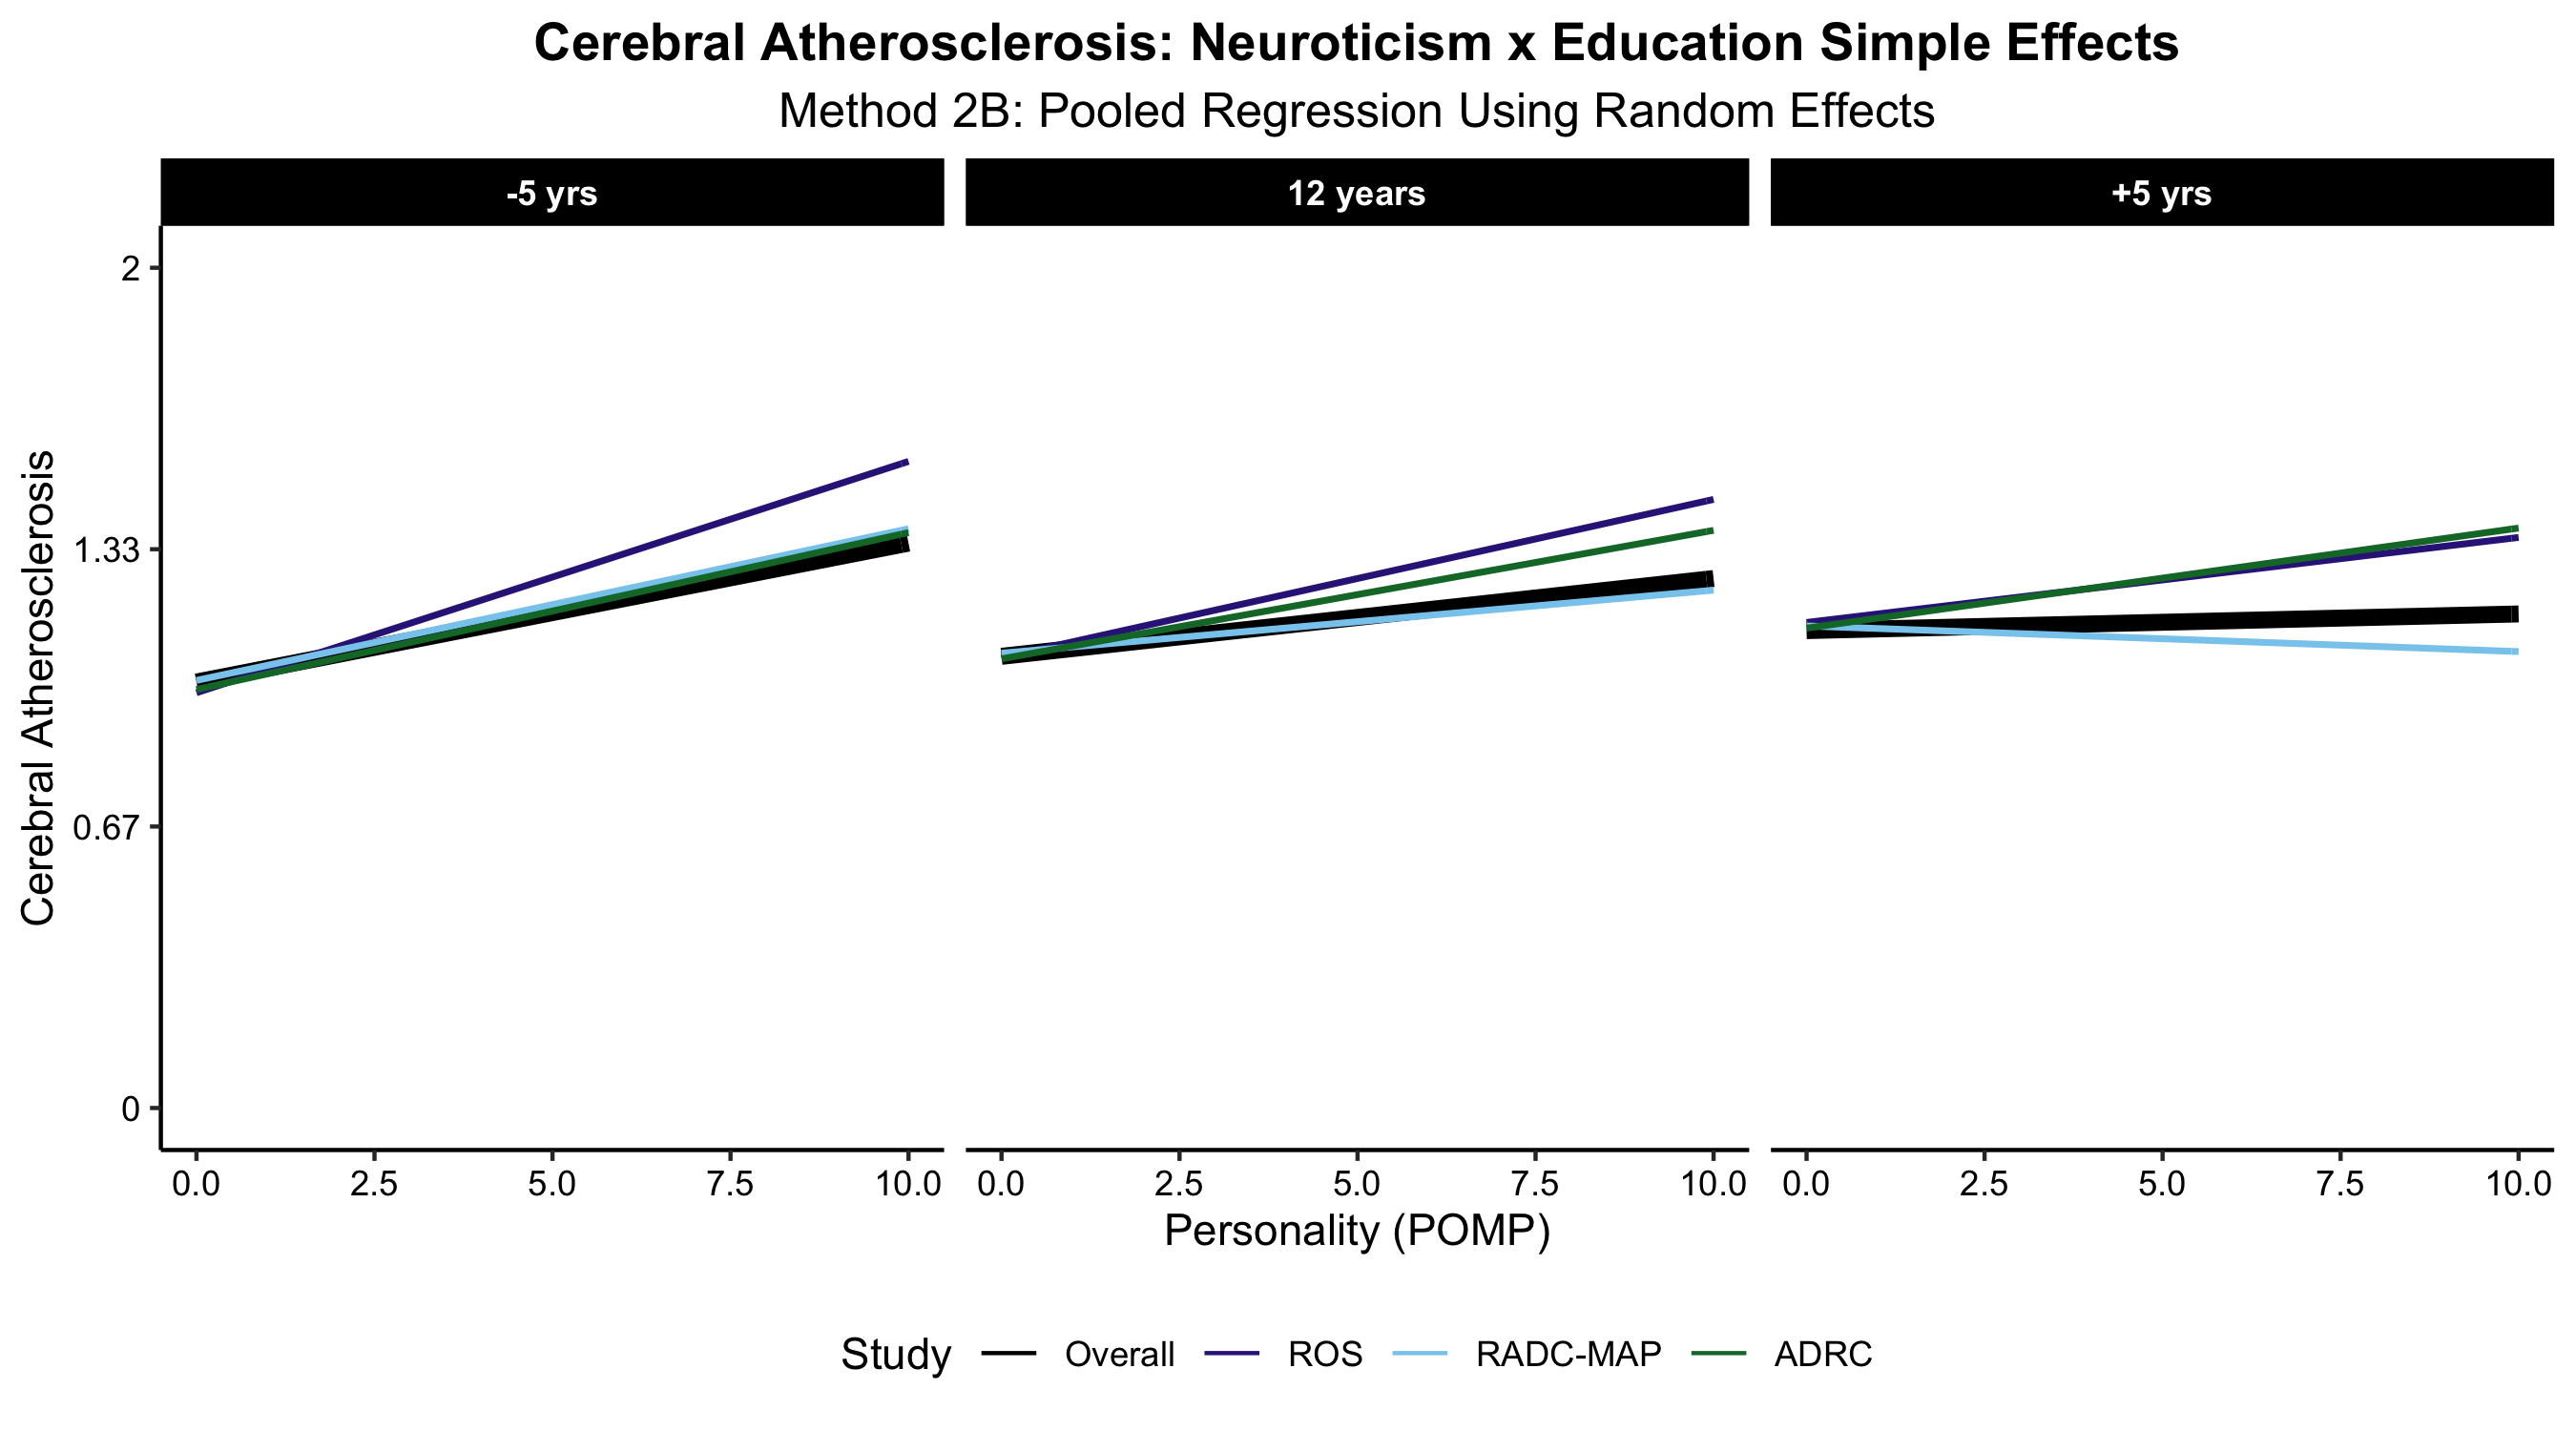 Cerebral Atherosclerosis: Neuroticism x Education Simple Effects
Method 2B: Pooled Regression Using Random Effects
-5 yrs 12 years +5 yrs
Cerebral Atherosclerosis
2
1.33
0.67
0
0.0 2.5 5.0 7.5 10.0 0.0 2.5 5.0 7.5 10.0 0.0 2.5 5.0 7.5 10.0
Personality (POMP)
Study Overall ROS RADC-MAP ADRC